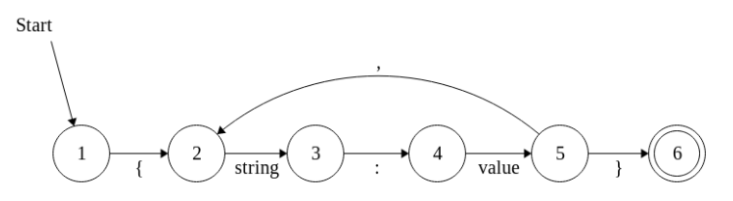 Start
,
1 2 3 4 5 6
{ string : value }